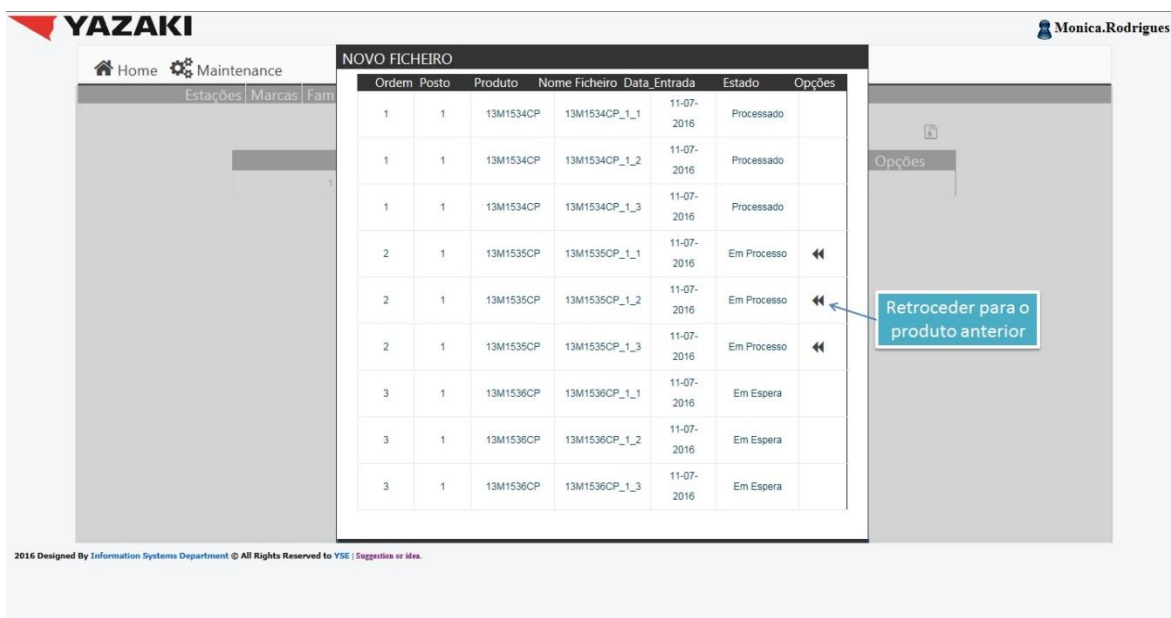 YAZAKI
Monica.Rodrigues
Home Maintenance
NOVO FICHEIRO
Estações Marcas Fam
Ordem Posto Produto Nome Ficheiro Data_Entrada Estado Opções
1 1 13M1534CP 13M1534CP_1_1 11-07-2016 Processado
1 1 13M1534CP 13M1534CP_1_2 11-07-2016 Processado
Opções
1
1 1 13M1534CP 13M1534CP_1_3 11-07-2016 Processado
2 1 13M1535CP 13M1535CP_1_1 11-07-2016 Em Processo
2 1 13M1535CP 13M1535CP_1_2 11-07-2016 Em Processo
Retroceder para o
produto anterior
2 1 13M1535CP 13M1535CP_1_3 11-07-2016 Em Processo
3 1 13M1536CP 13M1536CP_1_1 11-07-2016 Em Espera
3 1 13M1536CP 13M1536CP_1_2 11-07-2016 Em Espera
3 1 13M1536CP 13M1536CP_1_3 11-07-2016 Em Espera
2016 Designed By Information Systems Department © All Rights Reserved to YSE | Suggestion or idea.